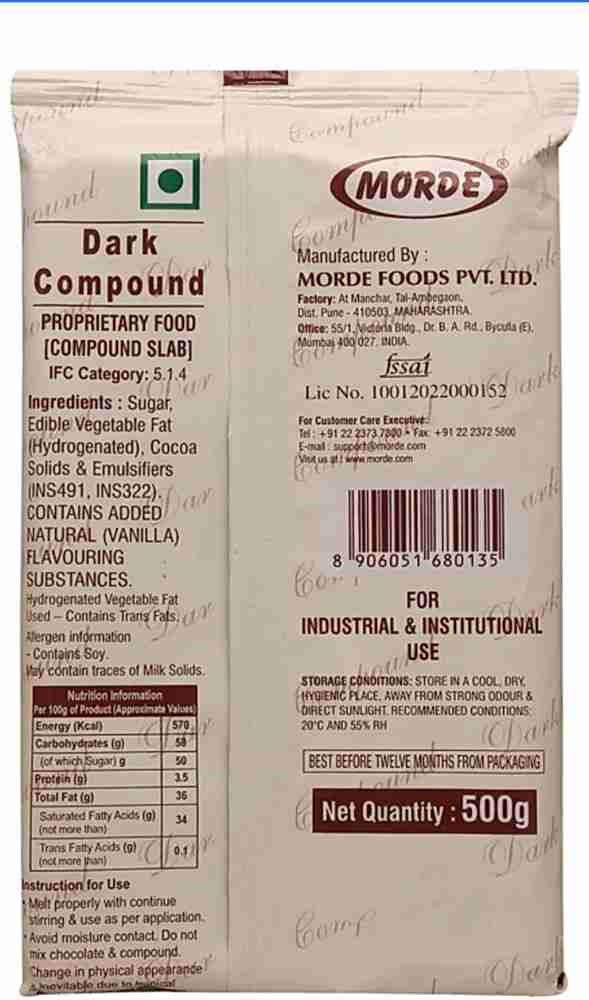 Dark
Compound
PROPRIETARY FOOD
[COMPOUND SLAB]
IFC Category: 5.1.4
Ingredients : Sugar,
Edible Vegetable Fat
(Hydrogenated), Cocoa
Solids & Emulsifiers
(INS491, INS322).
CONTAINS ADDED
NATURAL (VANILLA)
FLAVOURING
SUBSTANCES.
Hydrogenated Vegetable Fat
Used – Contains Trans Fats.
Allergen information
- Contains Soy.
May contain traces of Milk Solids.
Nutrition Information
Per 100g of Product (Approximate Values)
Energy (Kcal) 570
Carbohydrates (g) 58
(of which Sugar) g 50
Protein (g) 3.5
Total Fat (g) 36
Saturated Fatty Acids (g) 34
(not more than)
Trans Fatty Acids (g) 0.1
(not more than)
Instruction for Use
* Melt properly with continue
stirring & use as per application.
* Avoid moisture contact. Do not
mix chocolate & compound.
Change in physical appearance
is inevitable due to
MORDE®
Manufactured By :
MORDE FOODS PVT. LTD.
Factory: At Manchar, Tal-Ambegaon,
Dist. Pune - 410503, MAHARASHTRA.
Office: 55/1, Victoria Bldg., Dr. B. A. Rd., Byculla (E),
Mumbai 400 027. INDIA.
fssai
Lic No. 10012022000152
For Customer Care Executive:
Tel : +91 22 2373 7800 • Fax: +91 22 2372 5800
E-mail : support@morde.com
Visit us at : www.morde.com
8 906051 680135
FOR
INDUSTRIAL & INSTITUTIONAL
USE
STORAGE CONDITIONS: STORE IN A COOL, DRY,
HYGIENIC PLACE, AWAY FROM STRONG ODOUR &
DIRECT SUNLIGHT. RECOMMENDED CONDITIONS:
20°C AND 55% RH
BEST BEFORE TWELVE MONTHS FROM PACKAGING
Net Quantity : 500g